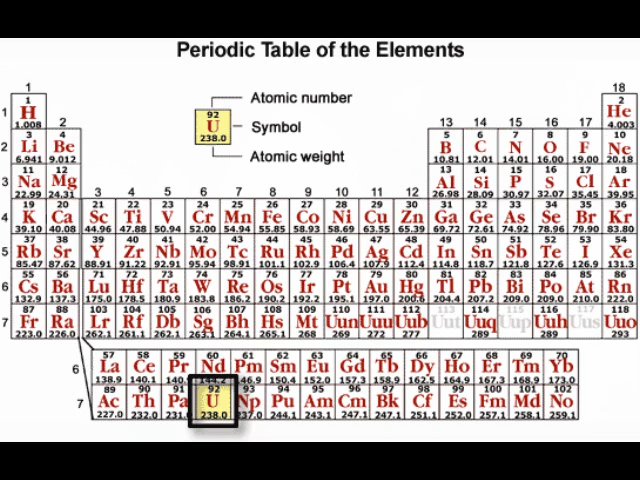 Periodic Table of the Elements
1 18
1 92 Atomic number 2
1 H U Symbol He
1.008 238.0 Atomic weight 4.003
2 13 14 15 16 17
3 4 5 6 7 8 9 10
2 Li Be B C N O F Ne
6.941 9.012 10.81 12.01 14.01 16.00 19.00 20.18
11 12 13 14 15 16 17 18
3 Na Mg Al Si P S Cl Ar
22.99 24.31 26.98 28.09 30.97 32.07 35.45 39.95
3 4 5 6 7 8 9 10 11 12
19 20 21 22 23 24 25 26 27 28 29 30 31 32 33 34 35 36
4 K Ca Sc Ti V Cr Mn Fe Co Ni Cu Zn Ga Ge As Se Br Kr
39.10 40.08 44.96 47.88 50.94 52.00 54.94 55.85 58.93 58.69 63.55 65.39 69.72 72.61 74.92 78.96 79.90 83.80
37 38 39 40 41 42 43 44 45 46 47 48 49 50 51 52 53 54
5 Rb Sr Y Zr Nb Mo Tc Ru Rh Pd Ag Cd In Sn Sb Te I Xe
85.47 87.62 88.91 91.22 92.91 95.94 98.91 101.1 102.9 106.4 107.9 112.4 114.8 118.7 121.8 127.6 126.9 131.3
55 56 71 72 73 74 75 76 77 78 79 80 81 82 83 84 85 86
6 Cs Ba Lu Hf Ta W Re Os Ir Pt Au Hg Tl Pb Bi Po At Rn
132.9 137.3 175.0 178.5 180.9 183.8 186.2 190.2 192.2 195.1 197.0 200.6 204.4 207.2 209.0 210.0 222.0
87 88 103 104 105 106 107 108 109 110 111 112 113 114 115 116 117 118
7 Fr Ra Lr Rf Db Sg Bh Hs Mt Uun Uuu Uub Uut Uuq Uup Uuh Uus Uuo
223.0 226.0 262.1 261.1 262.1 263.1 264.1 265.1 268 269 272 277 289 289 293
57 58 59 60 61 62 63 64 65 66 67 68 69 70
6 La Ce Pr Nd Pm Sm Eu Gd Tb Dy Ho Er Tm Yb
138.9 140.1 144.2 150.4 152.0 157.3 158.9 162.5 164.9 167.3 168.9 173.0
89 90 91 92 93 94 95 96 97 98 99 100 101 102
7 Ac Th Pa U Np Pu Am Cm Bk Cf Es Fm Md No
227.0 232.0 238.0 237.0 244.1 243.1 247.1 247.1 251.1 252.0 257.1 258.1 259.1